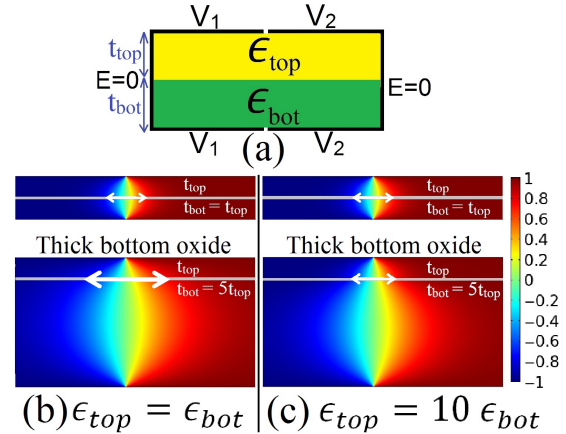 V1 V2
ttop
ϵtop
E=0
E=0
tbot
ϵbot
V1 V2
(a)
ttop
tbot = ttop
ttop
tbot = ttop
Thick bottom oxide
Thick bottom oxide
ttop
tbot = 5ttop
ttop
tbot = 5ttop
1
0.8
0.6
0.4
0.2
0
−0.2
−0.4
−0.6
−0.8
−1
(b) ϵtop = ϵbot
(c) ϵtop = 10 ϵbot